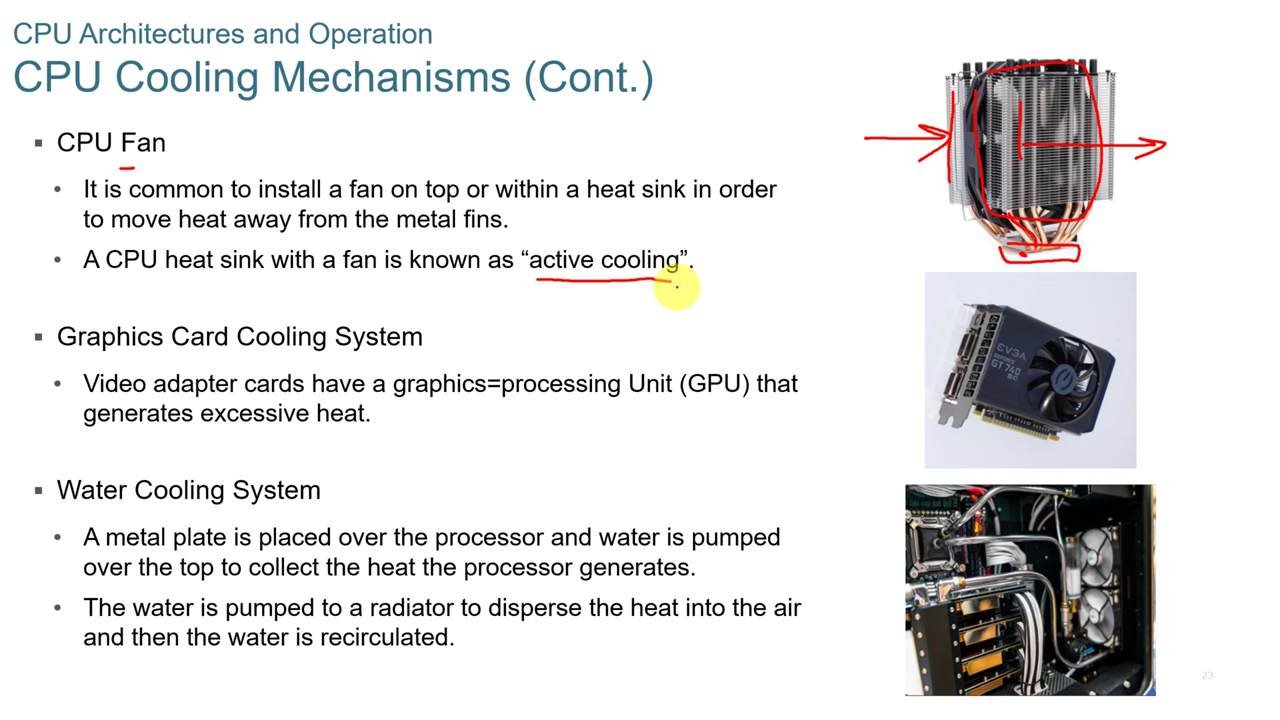 CPU Architectures and Operation
CPU Cooling Mechanisms (Cont.)
▪ CPU Fan
• It is common to install a fan on top or within a heat sink in order
to move heat away from the metal fins.
• A CPU heat sink with a fan is known as “active cooling”.
▪ Graphics Card Cooling System
• Video adapter cards have a graphics=processing Unit (GPU) that
generates excessive heat.
▪ Water Cooling System
• A metal plate is placed over the processor and water is pumped
over the top to collect the heat the processor generates.
• The water is pumped to a radiator to disperse the heat into the air
and then the water is recirculated.
EVGA
GEFORCE
GT 740
SC
23